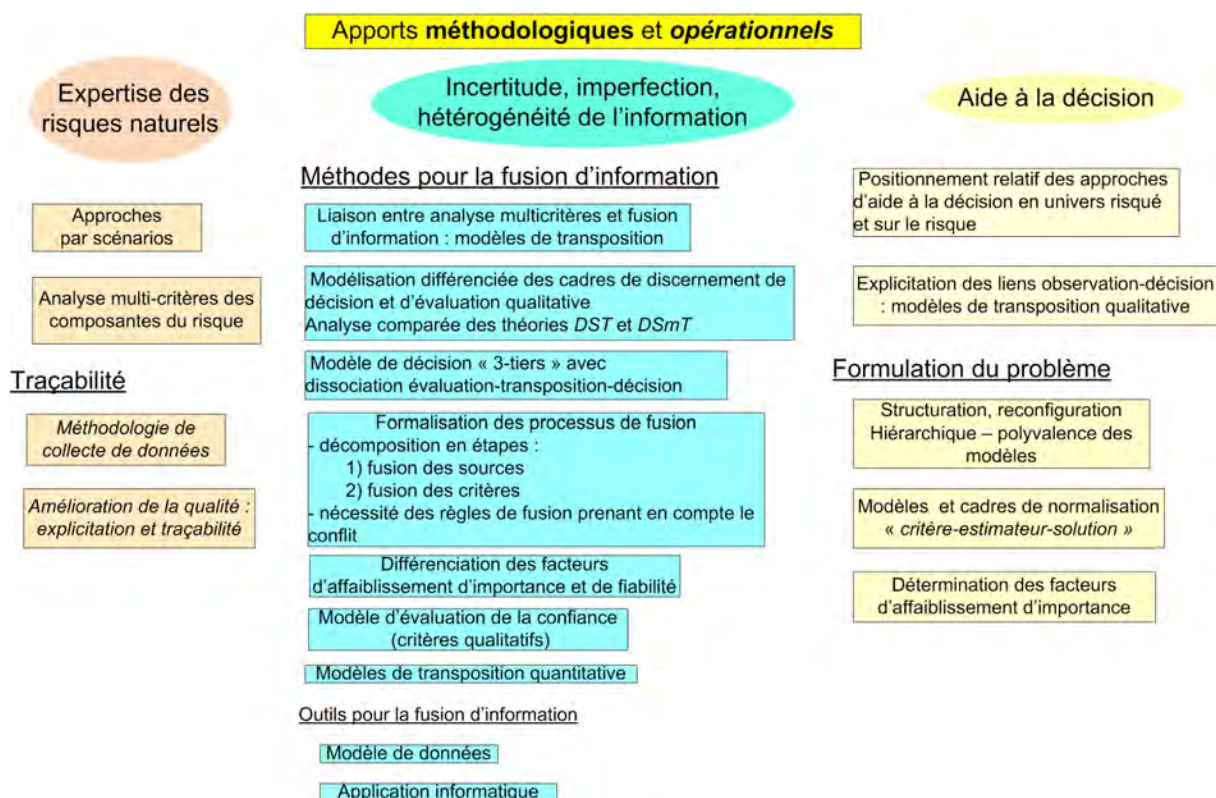 Apports méthodologiques et opérationnels
Expertise des
risques naturels
Approches
par scénarios
Analyse multi-critères des
composantes du risque
Traçabilité
Méthodologie de
collecte de données
Amélioration de la qualité :
explicitation et traçabilité
Incertitude, imperfection,
hétérogénéité de l'information
Méthodes pour la fusion d'information
Liaison entre analyse multicritères et fusion
d'information : modèles de transposition
Modélisation différenciée des cadres de discernement de
décision et d'évaluation qualitative
Analyse comparée des théories DST et DSmT
Modèle de décision « 3-tiers » avec
dissociation évaluation-transposition-décision
Formalisation des processus de fusion
- décomposition en étapes :
1) fusion des sources
2) fusion des critères
- nécessité des règles de fusion prenant en compte le
conflit
Différenciation des facteurs
d'affaiblissement d'importance et de fiabilité
Modèle d'évaluation de la confiance
(critères qualitatifs)
Modèles de transposition quantitative
Outils pour la fusion d'information
Modèle de données
Application informatique
Aide à la décision
Positionnement relatif des approches
d'aide à la décision en univers risqué
et sur le risque
Explicitation des liens observation-décision
: modèles de transposition qualitative
Formulation du problème
Structuration, reconfiguration
Hiérarchique – polyvalence des
modèles
Modèles et cadres de normalisation
« critère-estimateur-solution »
Détermination des facteurs
d'affaiblissement d'importance